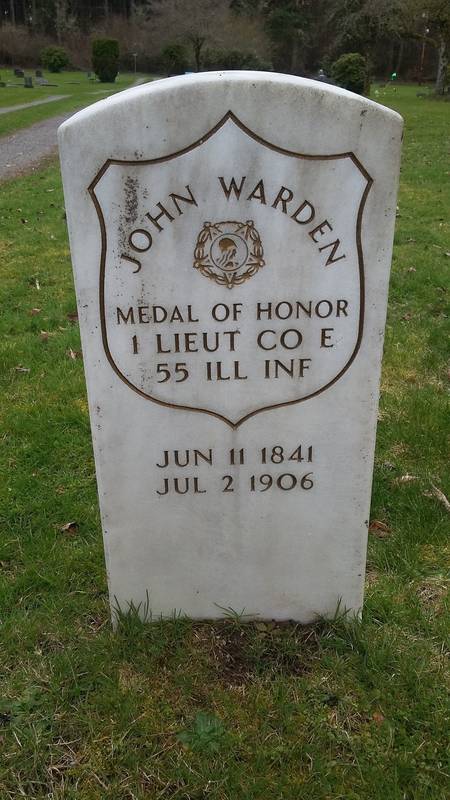 JOHN WARDEN
MEDAL OF HONOR
1 LIEUT CO E
55 ILL INF
JUN 11 1841
JUL 2 1906